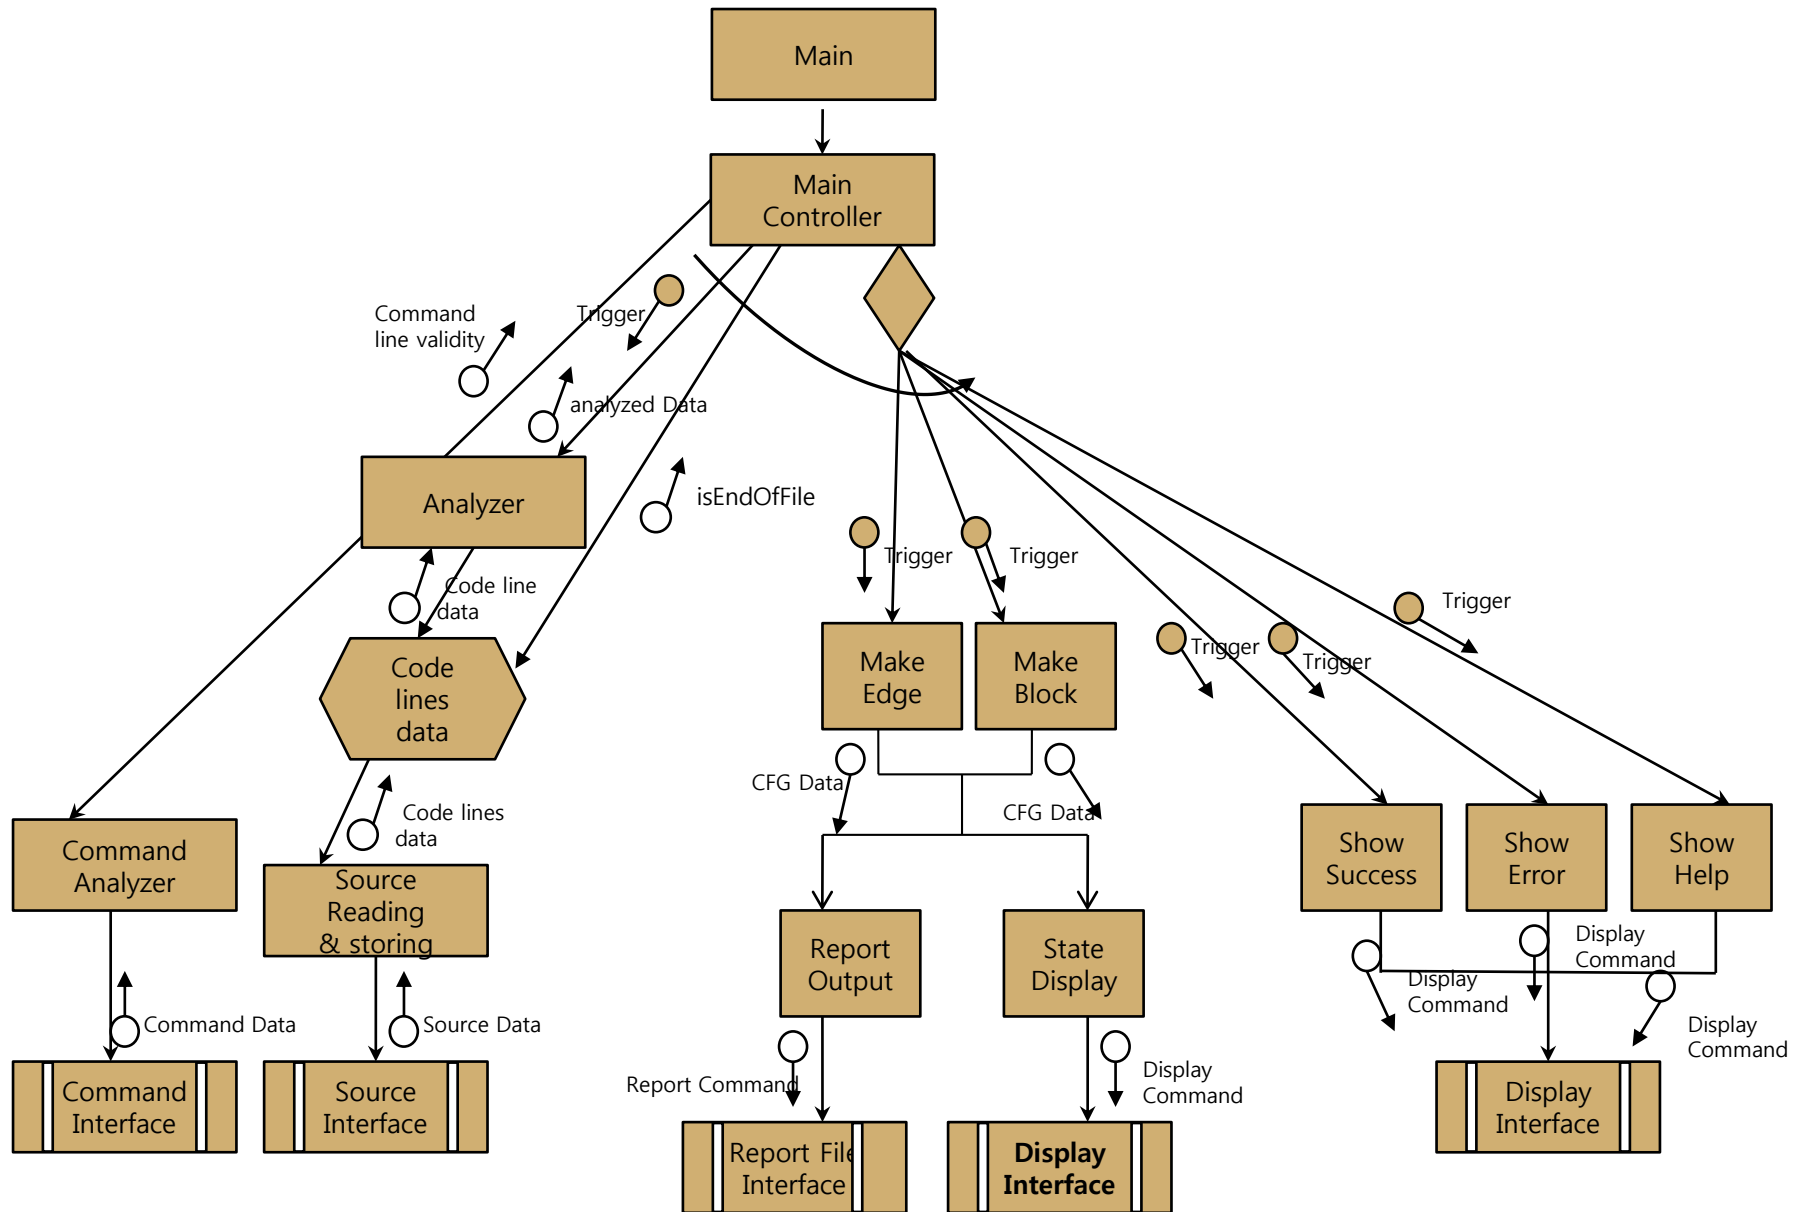 Main
Main
Controller
Command
line validity
Trigger
analyzed Data
Analyzer
isEndOfFile
Trigger
Trigger
Code line
data
Trigger
Trigger
Trigger
Code
lines
data
Make
Edge
Make
Block
CFG Data
CFG Data
Code lines
data
Command
Analyzer
Source
Reading
& storing
Show
Success
Show
Error
Show
Help
Report
Output
State
Display
Display
Command
Display
Command
Display
Command
Command Data
Source Data
Report Command
Display
Command
Command
Interface
Source
Interface
Report File
Interface
Display
Interface
Display
Interface